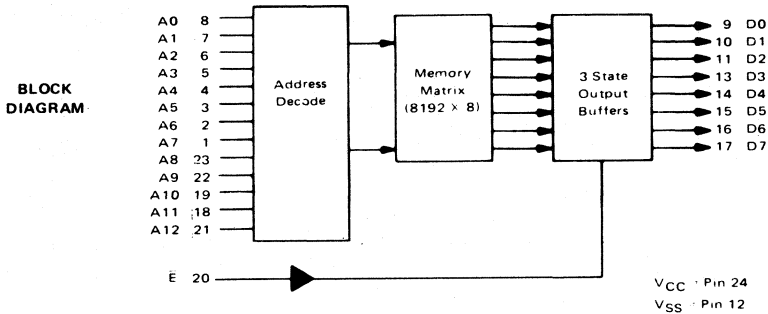 BLOCK
DIAGRAM
A0 8
A1 7
A2 6
A3 5
A4 4
A5 3
A6 2
A7 1
A8 23
A9 22
A10 19
A11 18
A12 21
E̅ 20
Address
Decode
Memory
Matrix
(8192 X 8)
3 State
Output
Buffers
9 D0
10 D1
11 D2
13 D3
14 D4
15 D5
16 D6
17 D7
VCC : Pin 24
VSS : Pin 12